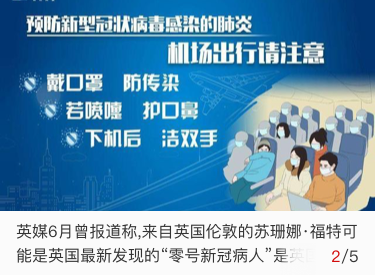 预防新型冠状病毒感染的肺炎
机场出行请注意
戴口罩 防传染
若喷嚏 护口鼻
下机后 洁双手
英媒6月曾报道称,来自英国伦敦的苏珊娜·福特可
能是英国最新发现的“零号新冠病人”是英 2/5